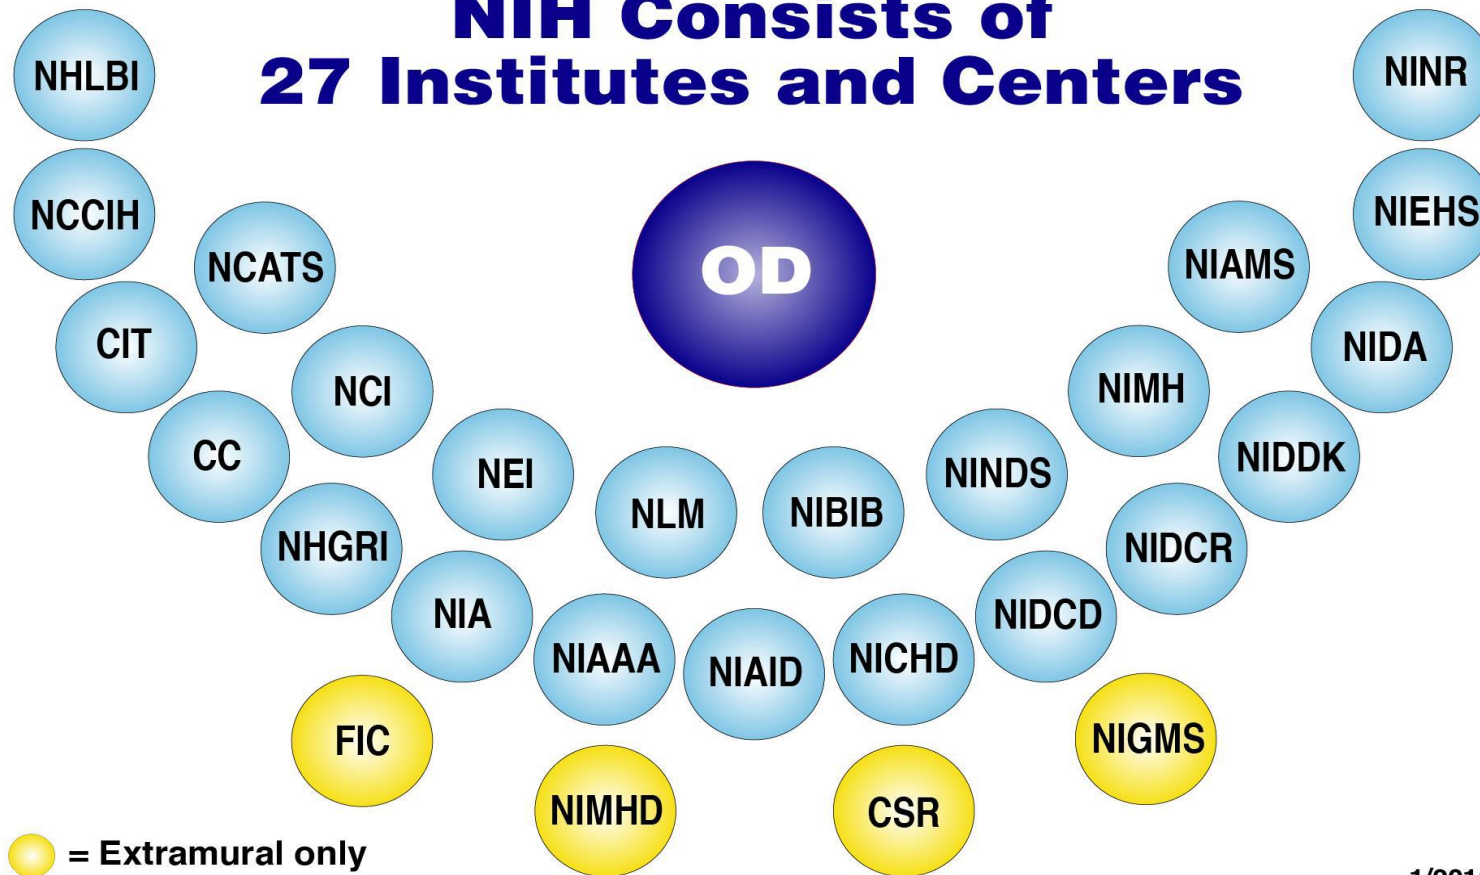 NIH Consists of
27 Institutes and Centers
NHLBI
NINR
NCCIH
NIEHS
NCATS
OD
NIAMS
CIT
NIDA
NCI
NIMH
CC
NIDDK
NEI
NINDS
NLM
NIBIB
NHGRI
NIDCR
NIA
NIDCD
NIAAA
NIAID
NICHD
FIC
NIGMS
NIMHD
CSR
= Extramural only